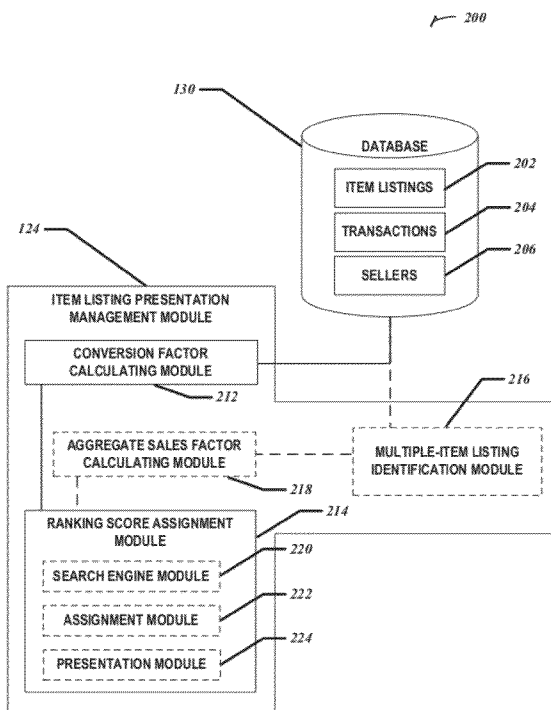 200
130
DATABASE
ITEM LISTINGS
202
TRANSACTIONS
204
SELLERS
206
124
ITEM LISTING PRESENTATION
MANAGEMENT MODULE
CONVERSION FACTOR
CALCULATING MODULE
212
216
AGGREGATE SALES FACTOR
CALCULATING MODULE
218
MULTIPLE-ITEM LISTING
IDENTIFICATION MODULE
RANKING SCORE ASSIGNMENT
MODULE
214
SEARCH ENGINE MODULE
220
ASSIGNMENT MODULE
222
PRESENTATION MODULE
224